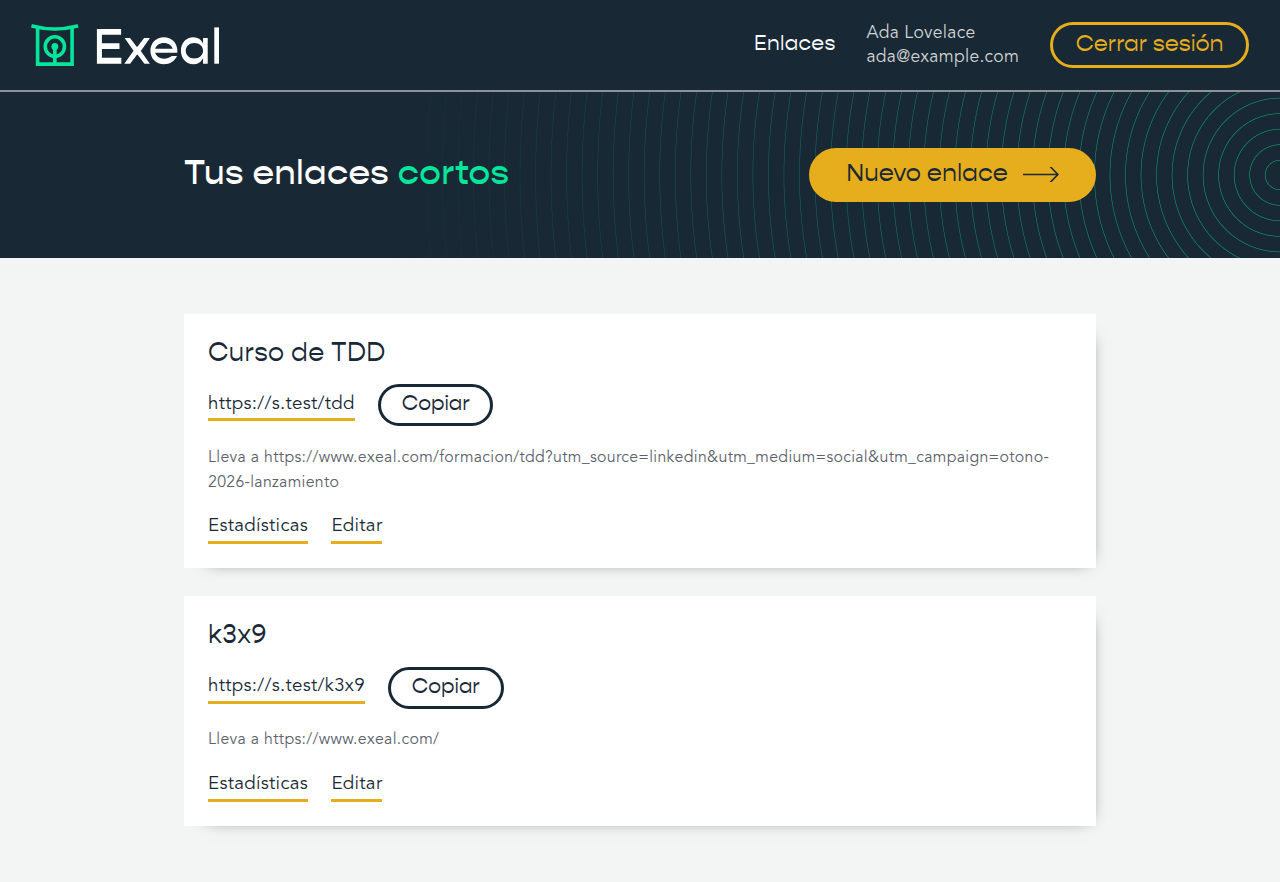 Exeal
Enlaces
Ada Lovelace
ada@example.com
Cerrar sesión
Tus enlaces cortos
Nuevo enlace
Curso de TDD
https://s.test/tdd
Copiar
Lleva a https://www.exeal.com/formacion/tdd?utm_source=linkedin&utm_medium=social&utm_campaign=otono-
2026-lanzamiento
Estadísticas
Editar
k3x9
https://s.test/k3x9
Copiar
Lleva a https://www.exeal.com/
Estadísticas
Editar